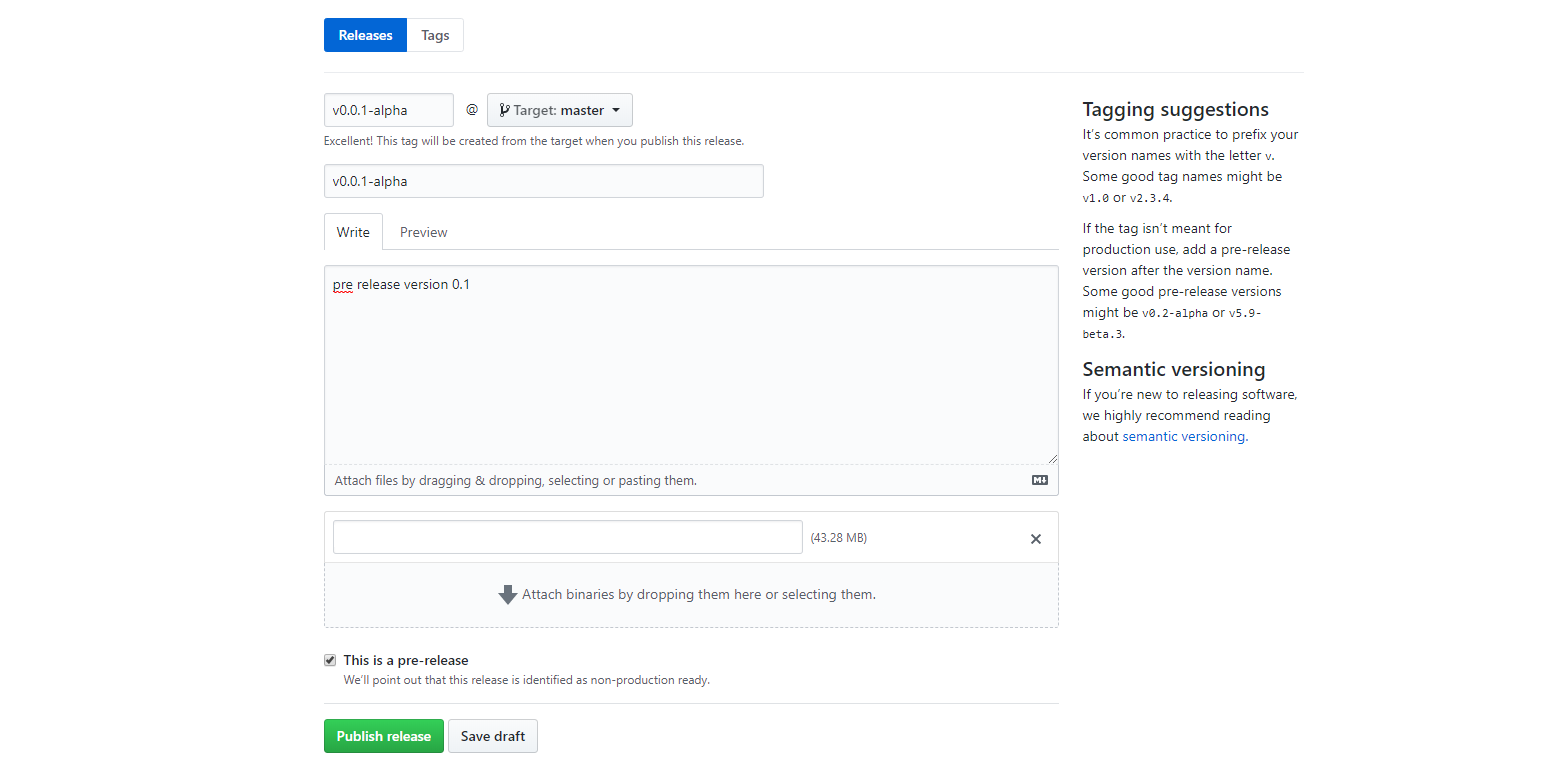 Releases Tags
v0.0.1-alpha @ Target: master
Excellent! This tag will be created from the target when you publish this release.
v0.0.1-alpha
Write Preview
pre release version 0.1
Attach files by dragging & dropping, selecting or pasting them.
(43.28 MB)
Attach binaries by dropping them here or selecting them.
This is a pre-release
We’ll point out that this release is identified as non-production ready.
Publish release Save draft
Tagging suggestions
It’s common practice to prefix your
version names with the letter v.
Some good tag names might be
v1.0 or v2.3.4.
If the tag isn’t meant for
production use, add a pre-release
version after the version name.
Some good pre-release versions
might be v0.2-alpha or v5.9-
beta.3.
Semantic versioning
If you’re new to releasing software,
we highly recommend reading
about semantic versioning.